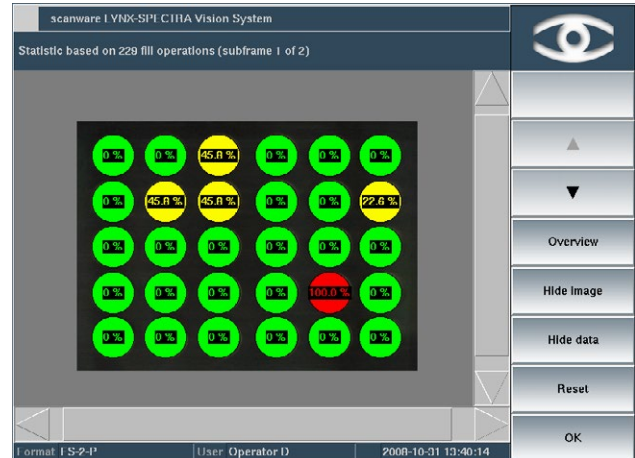 scanware LYNX-SPECTRA Vision System
Statistic based on 229 fill operations (subframe 1 of 2)
0 % 0 % 45.8 % 0 % 0 % 0 %
0 % 45.8 % 45.8 % 0 % 0 % 22.6 %
0 % 0 % 0 % 0 % 0 % 0 %
0 % 0 % 0 % 0 % 100.0 % 0 %
0 % 0 % 0 % 0 % 0 % 0 %
Overview
Hide image
Hide data
Reset
OK
Format FS-2-P User Operator D 2008-10-31 13:40:14